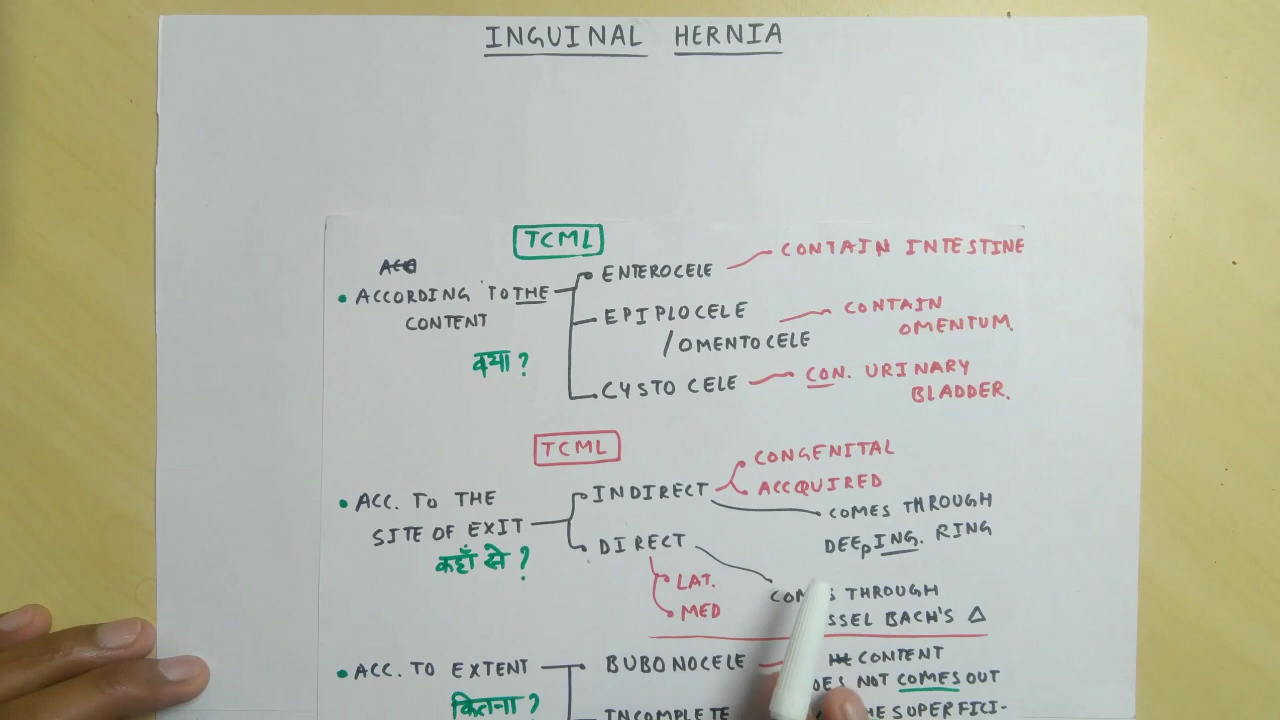 INGUINAL HERNIA
TCML
ACC
• ACCORDING TO THE
CONTENT
क्या ?
ENTEROCELE
CONTAIN INTESTINE
EPIPLOCELE
/OMENTOCELE
CONTAIN
OMENTUM.
CYSTOCELE
CON. URINARY
BLADDER.
TCML
• ACC. TO THE
SITE OF EXIT
कहाँ से ?
INDIRECT
CONGENITAL
ACCQUIRED
COMES THROUGH
DEEP ING. RING
DIRECT
LAT.
MED
THROUGH
BACH'S Δ
• ACC. TO EXTENT
कितना ?
BUBONOCELE
CONTENT
NOT COMES OUT
INCOMPLETE
SUPERFICI-